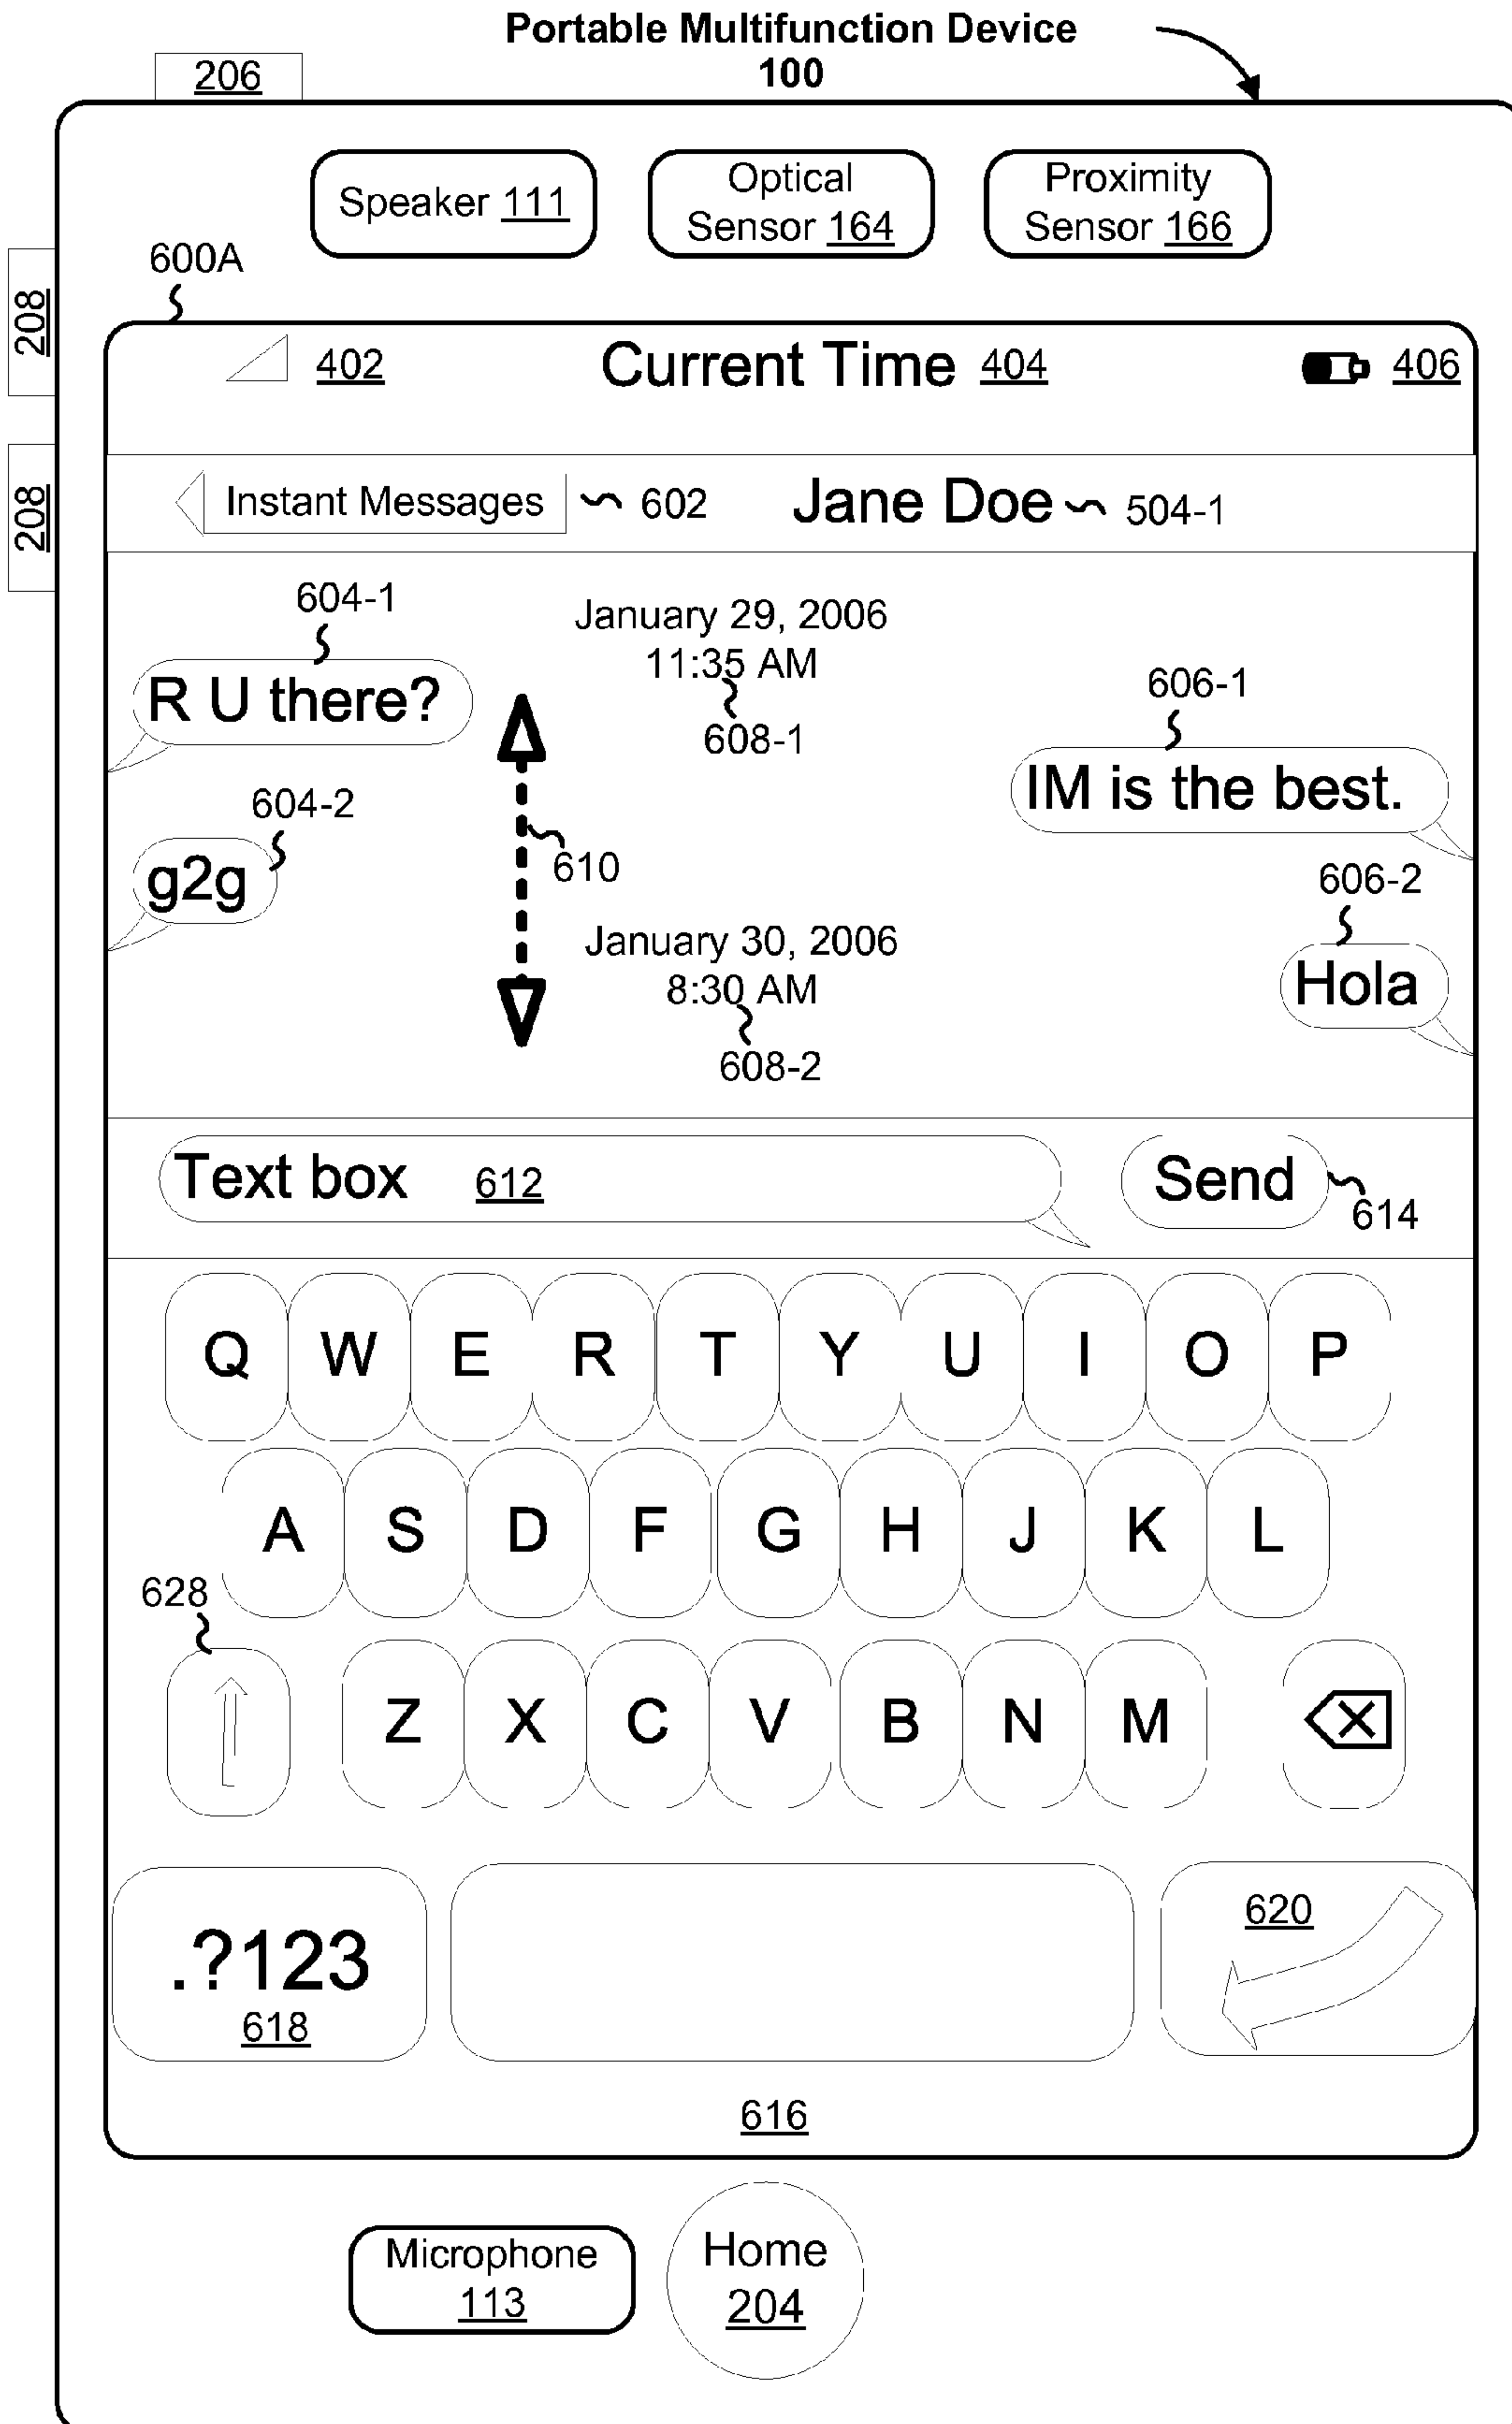 Portable Multifunction Device
100
206
Speaker 111
Optical
Sensor 164
Proximity
Sensor 166
600A
208
208
402
Current Time 404
406
Instant Messages
602
Jane Doe
504-1
604-1
R U there?
January 29, 2006
11:35 AM
608-1
606-1
IM is the best.
604-2
g2g
610
606-2
Hola
January 30, 2006
8:30 AM
608-2
Text box 612
Send
614
Q W E R T Y U I O P
A S D F G H J K L
628
Z X C V B N M
.?123
618
620
616
Microphone
113
Home
204